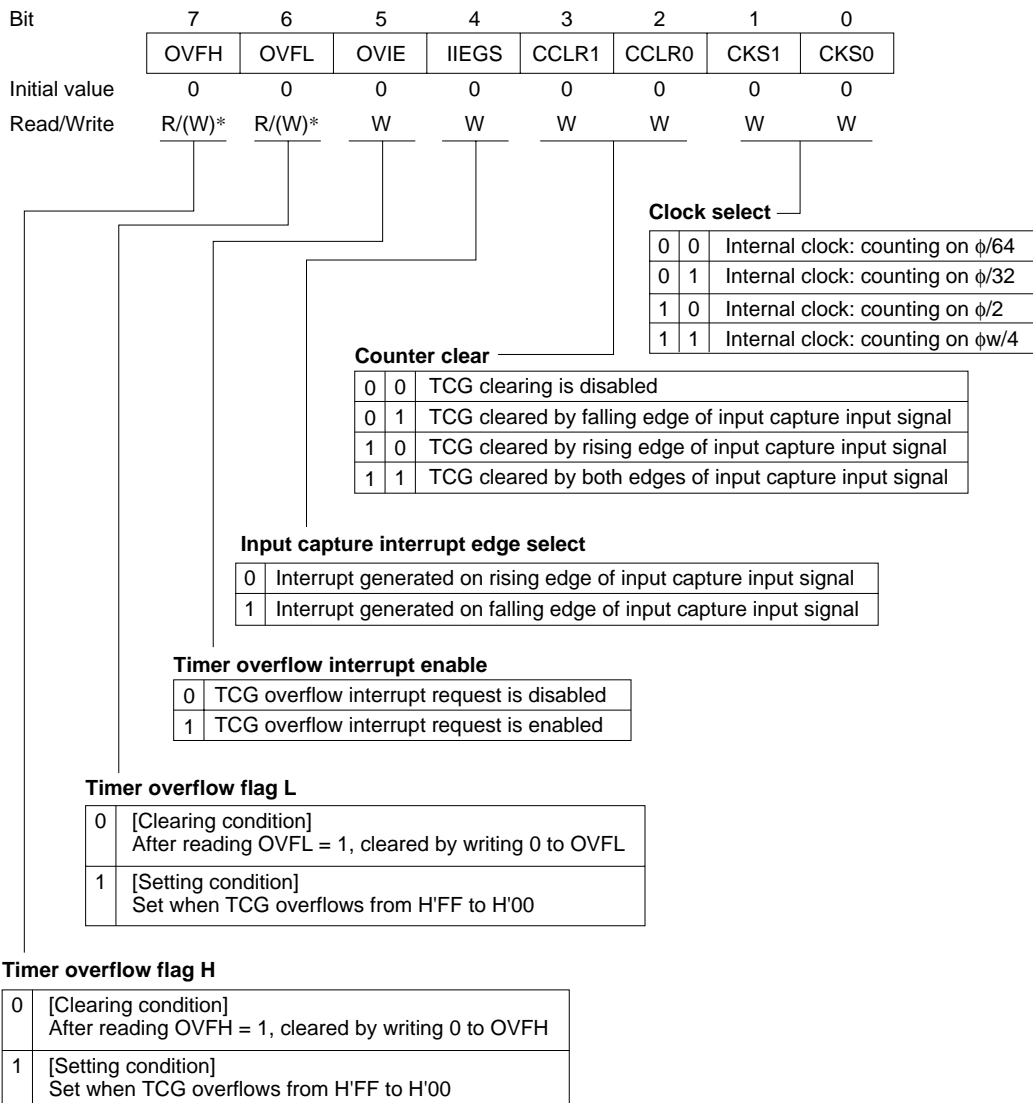 Bit 7 6 5 4 3 2 1 0
OVFH OVFL OVIE IIEGS CCLR1 CCLR0 CKS1 CKS0
Initial value 0 0 0 0 0 0 0 0
Read/Write R/(W)* R/(W)* W W W W W W
Clock select
0 0 Internal clock: counting on ϕ/64
0 1 Internal clock: counting on ϕ/32
1 0 Internal clock: counting on ϕ/2
1 1 Internal clock: counting on ϕw/4
Counter clear
0 0 TCG clearing is disabled
0 1 TCG cleared by falling edge of input capture input signal
1 0 TCG cleared by rising edge of input capture input signal
1 1 TCG cleared by both edges of input capture input signal
Input capture interrupt edge select
0 Interrupt generated on rising edge of input capture input signal
1 Interrupt generated on falling edge of input capture input signal
Timer overflow interrupt enable
0 TCG overflow interrupt request is disabled
1 TCG overflow interrupt request is enabled
Timer overflow flag L
0 [Clearing condition]
After reading OVFL = 1, cleared by writing 0 to OVFL
1 [Setting condition]
Set when TCG overflows from H'FF to H'00
Timer overflow flag H
0 [Clearing condition]
After reading OVFH = 1, cleared by writing 0 to OVFH
1 [Setting condition]
Set when TCG overflows from H'FF to H'00